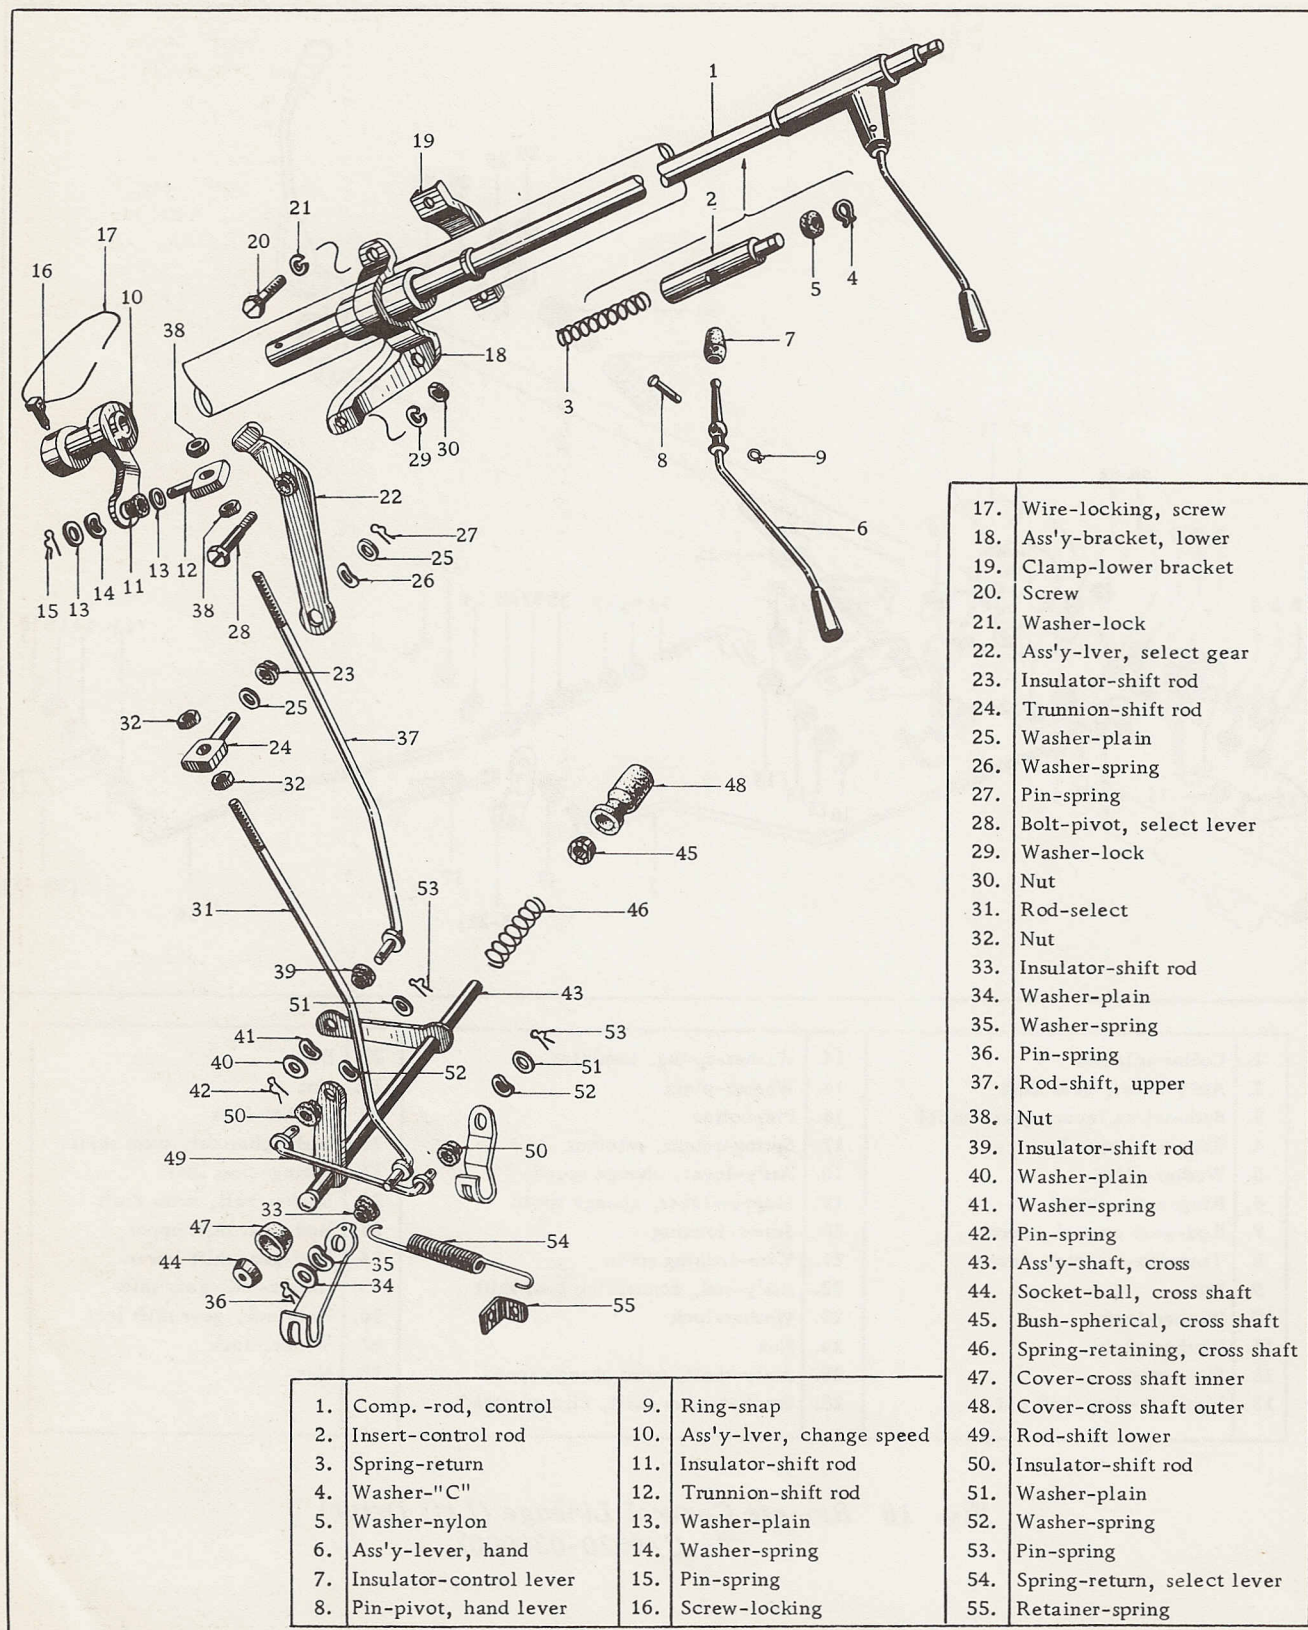 1
19
2
21
17
20
16
5
4
10
38
7
18
3
30
8
29
9
22
6
27
25
15
13
14
11
13
12
38
28
26
23
25
32
24
37
32
48
45
53
31
46
39
51
43
41
53
40
52
51
42
52
50
49
50
33
47
54
44
35
34
36
55
1. Comp. -rod, control
2. Insert-control rod
3. Spring-return
4. Washer-"C"
5. Washer-nylon
6. Ass'y-lever, hand
7. Insulator-control lever
8. Pin-pivot, hand lever
9. Ring-snap
10. Ass'y-lver, change speed
11. Insulator-shift rod
12. Trunnion-shift rod
13. Washer-plain
14. Washer-spring
15. Pin-spring
16. Screw-locking
17. Wire-locking, screw
18. Ass'y-bracket, lower
19. Clamp-lower bracket
20. Screw
21. Washer-lock
22. Ass'y-lver, select gear
23. Insulator-shift rod
24. Trunnion-shift rod
25. Washer-plain
26. Washer-spring
27. Pin-spring
28. Bolt-pivot, select lever
29. Washer-lock
30. Nut
31. Rod-select
32. Nut
33. Insulator-shift rod
34. Washer-plain
35. Washer-spring
36. Pin-spring
37. Rod-shift, upper
38. Nut
39. Insulator-shift rod
40. Washer-plain
41. Washer-spring
42. Pin-spring
43. Ass'y-shaft, cross
44. Socket-ball, cross shaft
45. Bush-spherical, cross shaft
46. Spring-retaining, cross shaft
47. Cover-cross shaft inner
48. Cover-cross shaft outer
49. Rod-shift lower
50. Insulator-shift rod
51. Washer-plain
52. Washer-spring
53. Pin-spring
54. Spring-return, select lever
55. Retainer-spring